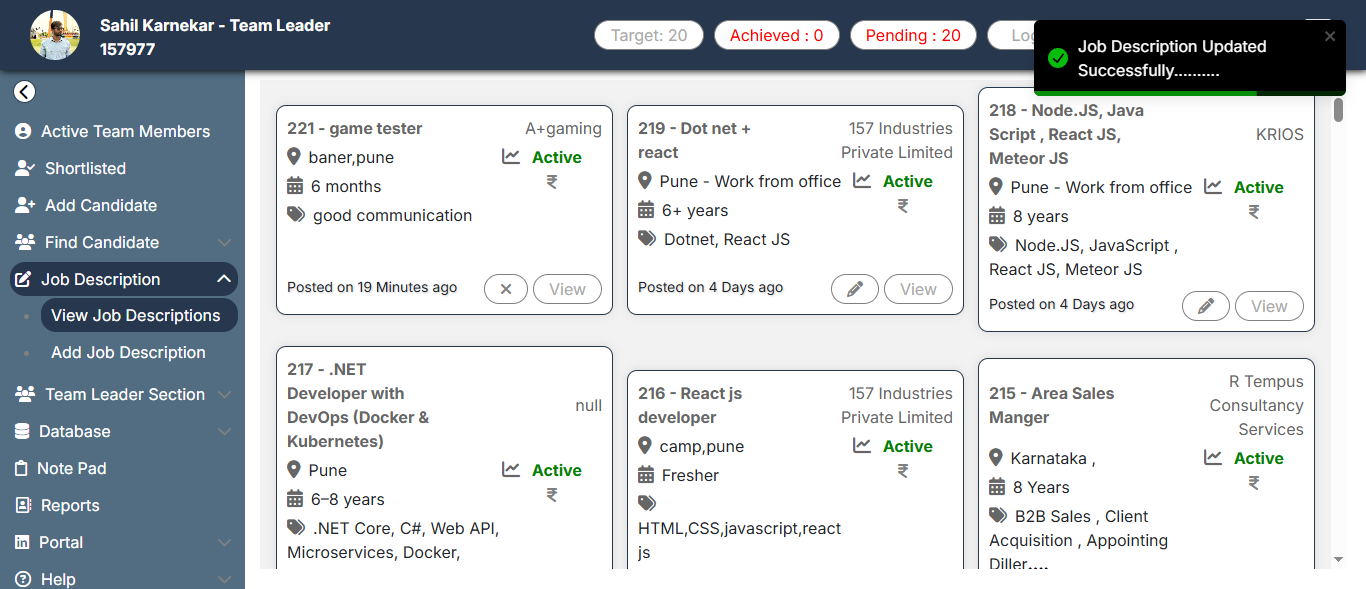 Sahil Karnekar - Team Leader
157977
Target: 20
Achieved : 0
Pending : 20
Job Description Updated
Successfully..........
Active Team Members
Shortlisted
Add Candidate
Find Candidate
Job Description
View Job Descriptions
Add Job Description
Team Leader Section
Database
Note Pad
Reports
Portal
Help
221 - game tester
A+gaming
baner,pune
Active
₹
6 months
good communication
Posted on 19 Minutes ago
View
219 - Dot net +
react
157 Industries
Private Limited
Pune - Work from office
Active
₹
6+ years
Dotnet, React JS
Posted on 4 Days ago
View
218 - Node.JS, Java
Script , React JS,
Meteor JS
KRIOS
Pune - Work from office
Active
₹
8 years
Node.JS, JavaScript ,
React JS, Meteor JS
Posted on 4 Days ago
View
217 - .NET
Developer with
DevOps (Docker &
Kubernetes)
null
Pune
Active
₹
6–8 years
.NET Core, C#, Web API,
Microservices, Docker,
216 - React js
developer
157 Industries
Private Limited
camp,pune
Active
₹
Fresher
HTML,CSS,javascript,react
js
215 - Area Sales
Manger
R Tempus
Consultancy
Services
Karnataka ,
Active
₹
8 Years
B2B Sales , Client
Acquisition , Appointing
Diller....